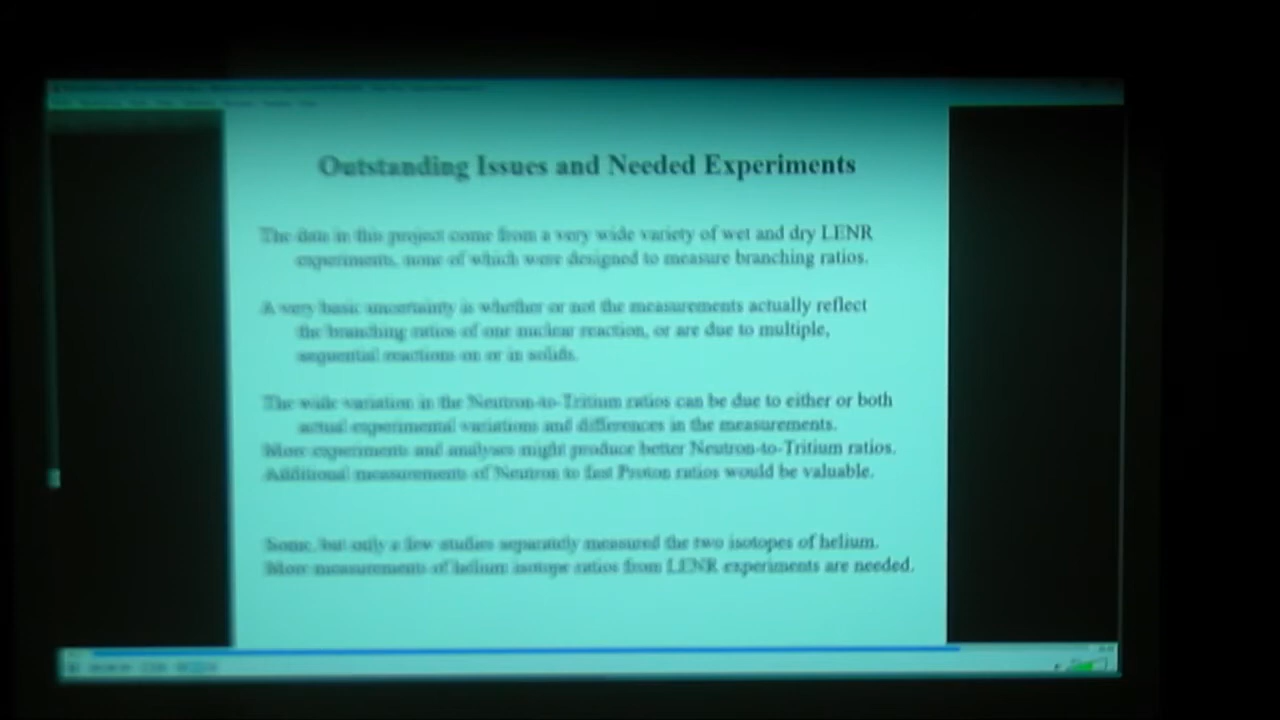 Outstanding Issues and Needed Experiments
The data in this project come from a very wide variety of wet and dry LENR
experiments, none of which were designed to measure branching ratios.
A very basic uncertainty is whether or not the measurements actually reflect
the branching ratios of one nuclear reaction, or are due to multiple,
sequential reactions on or in solids.
The wide variation in the Neutron-to-Tritium ratios can be due to either or both
actual experimental variations and differences in the measurements.
More experiments and analyses might produce better Neutron-to-Tritium ratios.
Additional measurements of Neutron to fast Proton ratios would be valuable.
Some, but only a few studies separately measured the two isotopes of helium.
More measurements of helium isotope ratios from LENR experiments are needed.